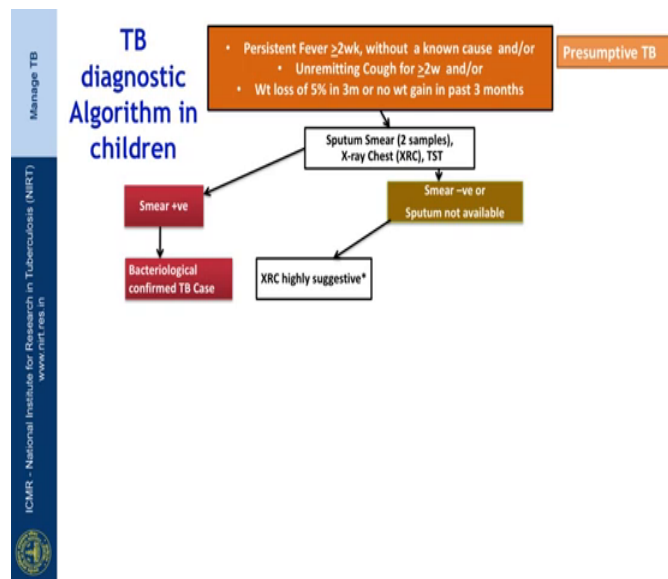 Manage TB
ICMR - National Institute for Research in Tuberculosis (NIRT)
www.nirt.res.in
TB
diagnostic
Algorithm in
children
• Persistent Fever ≥2wk, without a known cause and/or
• Unremitting Cough for ≥2w and/or
• Wt loss of 5% in 3m or no wt gain in past 3 months
Presumptive TB
Sputum Smear (2 samples),
X-ray Chest (XRC), TST
Smear +ve
Smear –ve or
Sputum not available
Bacteriological
confirmed TB Case
XRC highly suggestive*